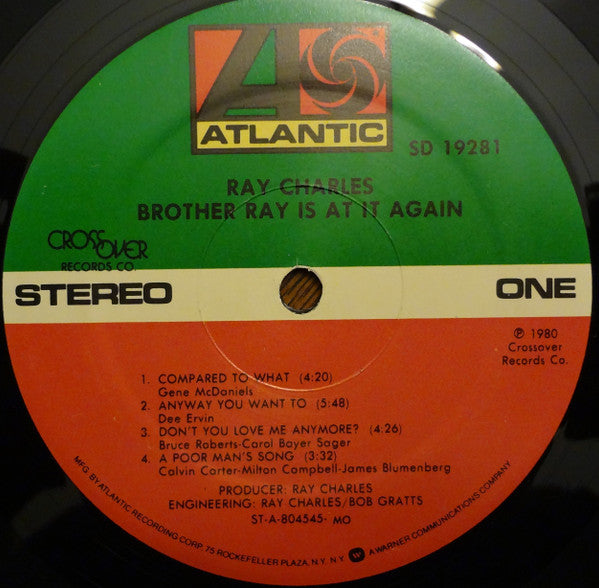 ATLANTIC
SD 19281
RAY CHARLES
BROTHER RAY IS AT IT AGAIN
CROSSOVER
RECORDS CO.
STEREO
ONE
℗ 1980
Crossover
Records Co.
1. COMPARED TO WHAT (4:20)
Gene McDaniels
2. ANYWAY YOU WANT TO (5:48)
Dee Ervin
3. DON'T YOU LOVE ME ANYMORE? (4:26)
Bruce Roberts-Carol Bayer Sager
4. A POOR MAN'S SONG (3:32)
Calvin Carter-Milton Campbell-James Blumenberg
PRODUCER: RAY CHARLES
ENGINEERING: RAY CHARLES/BOB GRATTS
ST-A-804545- MO
MFG. BY ATLANTIC RECORDING CORP. 75 ROCKEFELLER PLAZA, N.Y. N.Y. A WARNER COMMUNICATIONS COMPANY